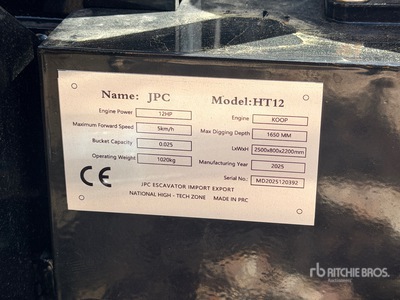 Name: JPC Model:HT12
Engine Power 12HP Engine KOOP
Maximum Forward Speed 5km/h Max Digging Depth 1650 MM
Bucket Capacity 0.025 LxWxH 2500x800x2200mm
Operating Weight 1020kg Manufacturing Year 2025
Serial No.: MD2025120392
CE
JPC ESCAVATOR IMPORT EXPORT
NATIONAL HIGH - TECH ZONE MADE IN PRC
rb RITCHIE BROS.
Auctioneers